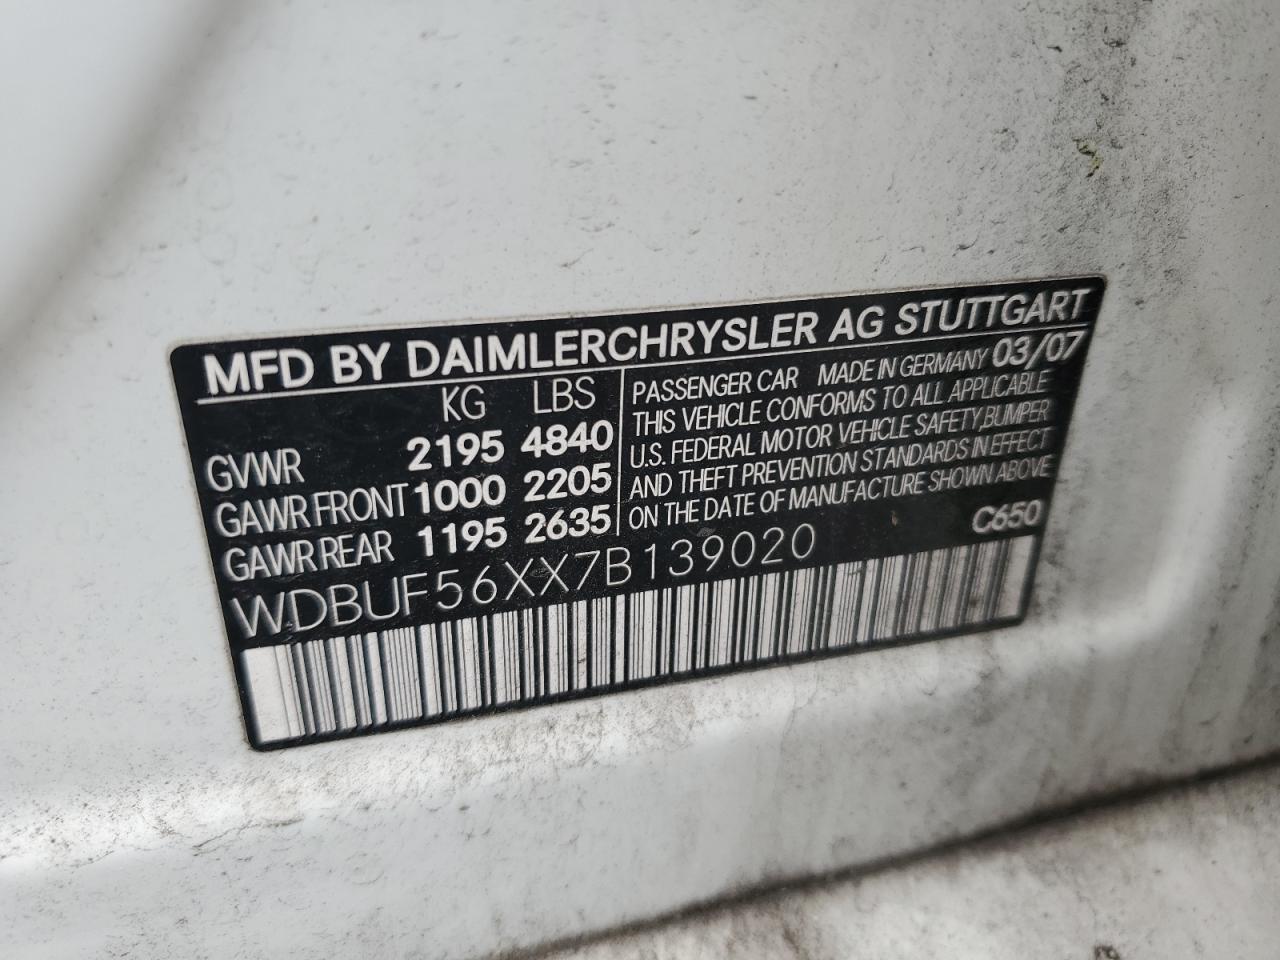 MFD BY DAIMLERCHRYSLER AG STUTTGART
KG LBS
GVWR 2195 4840
GAWR FRONT 1000 2205
GAWR REAR 1195 2635
PASSENGER CAR MADE IN GERMANY 03/07
THIS VEHICLE CONFORMS TO ALL APPLICABLE
U.S. FEDERAL MOTOR VEHICLE SAFETY,BUMPER
AND THEFT PREVENTION STANDARDS IN EFFECT
ON THE DATE OF MANUFACTURE SHOWN ABOVE
C650
WDBUF56XX7B139020